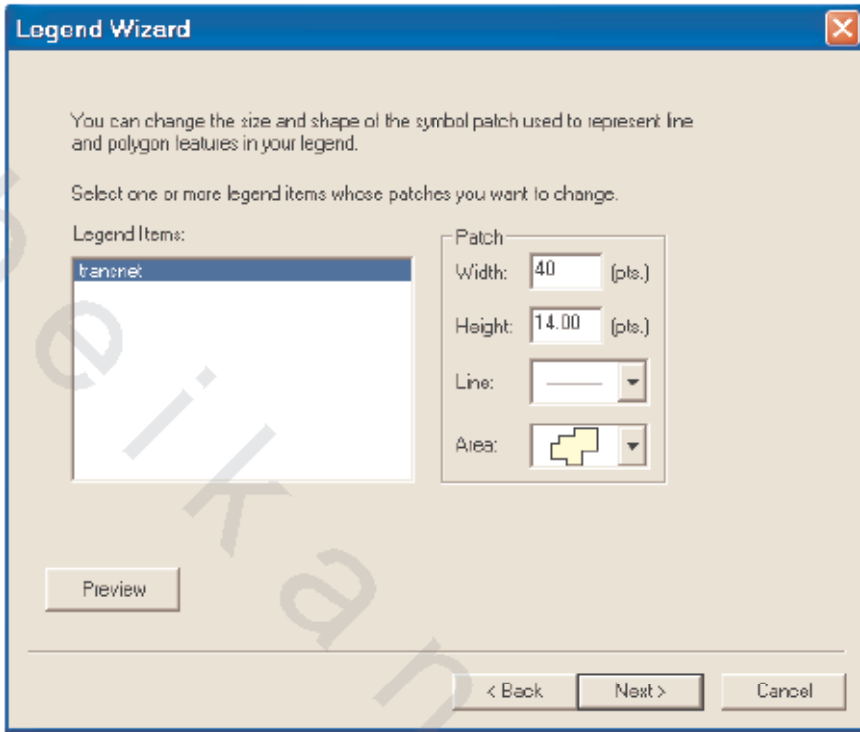 Legend Wizard
You can change the size and shape of the symbol patch used to represent line
and polygon features in your legend.
Select one or more legend items whose patches you want to change.
Legend Items:
transnet
Patch
Width: 40 (pts.)
Height: 14.00 (pts.)
Line:
Area:
Preview
< Back
Next >
Cancel